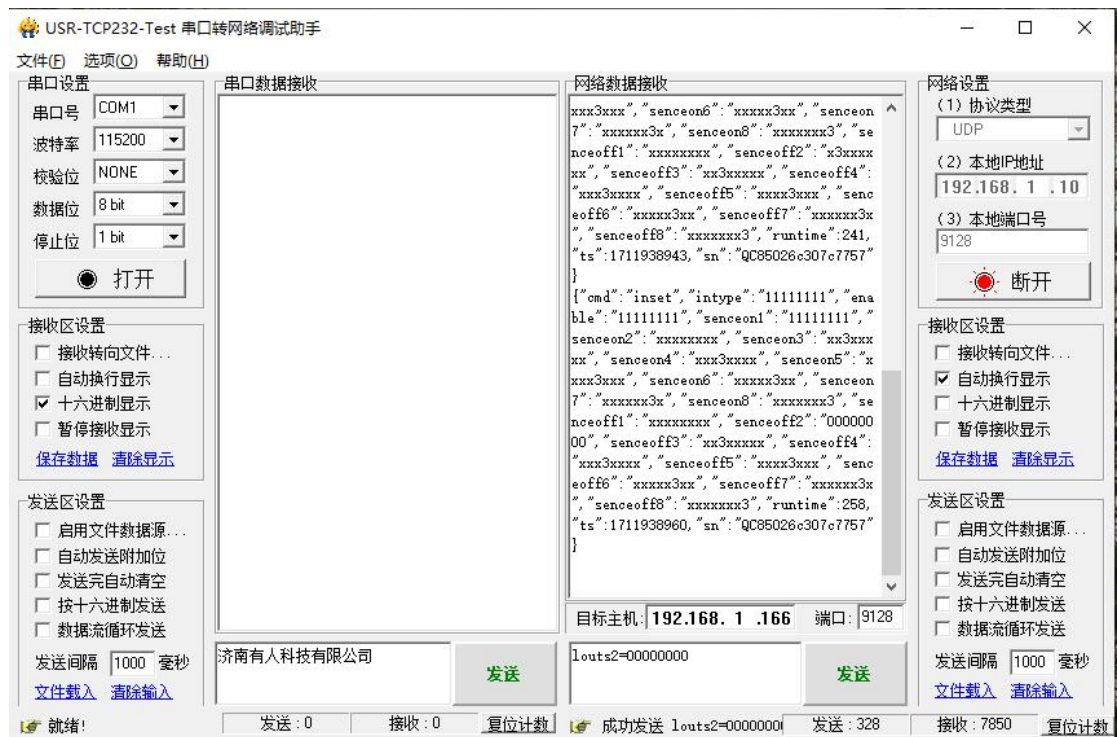 USR-TCP232-Test 串口转网络调试助手
文件(F) 选项(O) 帮助(H)
串口设置
串口号 COM1
波特率 115200
校验位 NONE
数据位 8 bit
停止位 1 bit
打开
接收区设置
接收转向文件...
自动换行显示
十六进制显示
暂停接收显示
保存数据 清除显示
发送区设置
启用文件数据源...
自动发送附加位
发送完自动清空
按十六进制发送
数据流循环发送
发送间隔 1000 毫秒
文件载入 清除输入
串口数据接收
济南有人科技有限公司
发送
网络数据接收
xxx3xxx","senceon6":"xxxxx3xx","senceon
7":"xxxxxx3x","senceon8":"xxxxxxx3","se
nceoff1":"xxxxxxxx","senceoff2":"x3xxxx
xx","senceoff3":"xx3xxxxx","senceoff4":
"xxx3xxxx","senceoff5":"xxxx3xxx","senc
eoff6":"xxxxx3xx","senceoff7":"xxxxxx3x
","senceoff8":"xxxxxxx3","runtime":241,
"ts":1711938943,"sn":"QC85026c307c7757"
}
{"cmd":"inset","intype":"11111111","ena
ble":"11111111","senceon1":"11111111","
senceon2":"xxxxxxxx","senceon3":"xx3xxx
xx","senceon4":"xxx3xxxx","senceon5":"x
xxx3xxx","senceon6":"xxxxx3xx","senceon
7":"xxxxxx3x","senceon8":"xxxxxxx3","se
nceoff1":"xxxxxxxx","senceoff2":"000000
00","senceoff3":"xx3xxxxx","senceoff4":
"xxx3xxxx","senceoff5":"xxxx3xxx","senc
eoff6":"xxxxx3xx","senceoff7":"xxxxxx3x
","senceoff8":"xxxxxxx3","runtime":258,
"ts":1711938960,"sn":"QC85026c307c7757"
}
目标主机: 192.168. 1 .166 端口: 9128
louts2=00000000
发送
网络设置
(1) 协议类型
UDP
(2) 本地IP地址
192.168. 1 .10
(3) 本地端口号
9128
断开
接收区设置
接收转向文件...
自动换行显示
十六进制显示
暂停接收显示
保存数据 清除显示
发送区设置
启用文件数据源...
自动发送附加位
发送完自动清空
按十六进制发送
数据流循环发送
发送间隔 1000 毫秒
文件载入 清除输入
就绪! 发送 : 0 接收 : 0 复位计数 成功发送 louts2=0000000 发送 : 328 接收 : 7850 复位计数